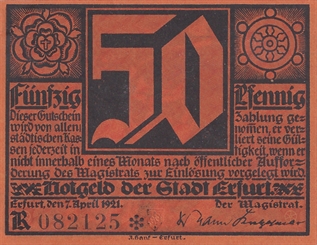 50
Fünfzig Pfennig
Dieser Gutschein
wird von allen
städtischen Kas
sen jederzeit in
Zahlung ge-
nommen, er ver-
liert seine Gül-
tigkeit, wenn er
nicht innerhalb eines Monats nach öffentlicher Auffor-
derung des Magistrats zur Einlösung vorgelegt wird.
Notgeld der Stadt Erfurt.
Erfurt, den 7. April 1921. der Magistrat.
R 082125